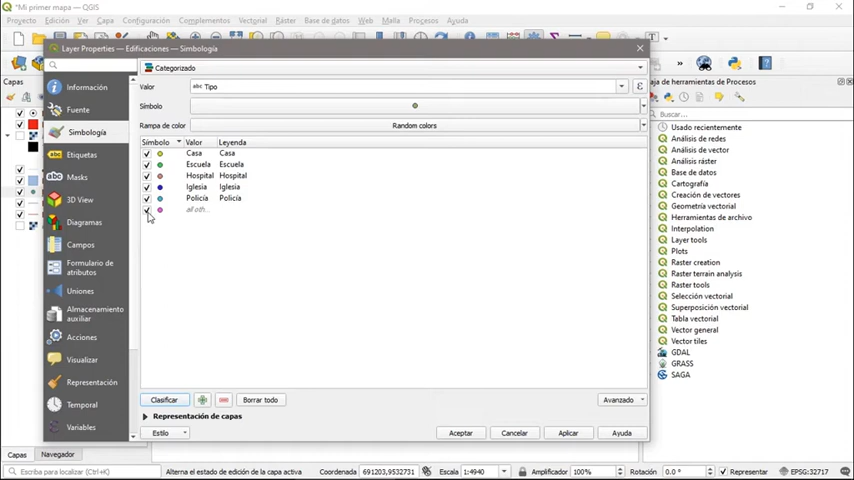 *Mi primer mapa — QGIS
Proyecto Edición Ver Capa Configuración Complementos Vectorial Ráster Base de datos Web Malla Procesos Ayuda
Layer Properties — Edificaciones — Simbología
Capas
Información
Fuente
Simbología
Etiquetas
Masks
3D View
Diagramas
Campos
Formulario de
atributos
Uniones
Almacenamiento
auxiliar
Acciones
Visualizar
Representación
Temporal
Variables
Categorizado
Valor abc Tipo
Símbolo
Rampa de color Random colors
Símbolo Valor Leyenda
Casa Casa
Escuela Escuela
Hospital Hospital
Iglesia Iglesia
Policía Policía
all oth...
Clasificar Borrar todo Avanzado
Representación de capas
Estilo Aceptar Cancelar Aplicar Ayuda
ja de herramientas de Procesos
Buscar...
Usado recientemente
Análisis de redes
Análisis de vector
Análisis ráster
Base de datos
Cartografía
Creación de vectores
Geometría vectorial
Herramientas de archivo
Interpolation
Layer tools
Plots
Raster creation
Raster terrain analysis
Raster tools
Selección vectorial
Superposición vectorial
Tabla vectorial
Vector general
Vector tiles
GDAL
GRASS
SAGA
Capas Navegador
Escriba para localizar (Ctrl+K) Alterna el estado de edición de la capa activa Coordenada 691203,9532731 Escala 1:4940 Amplificador 100% Rotación 0.0 ° Representar EPSG:32717